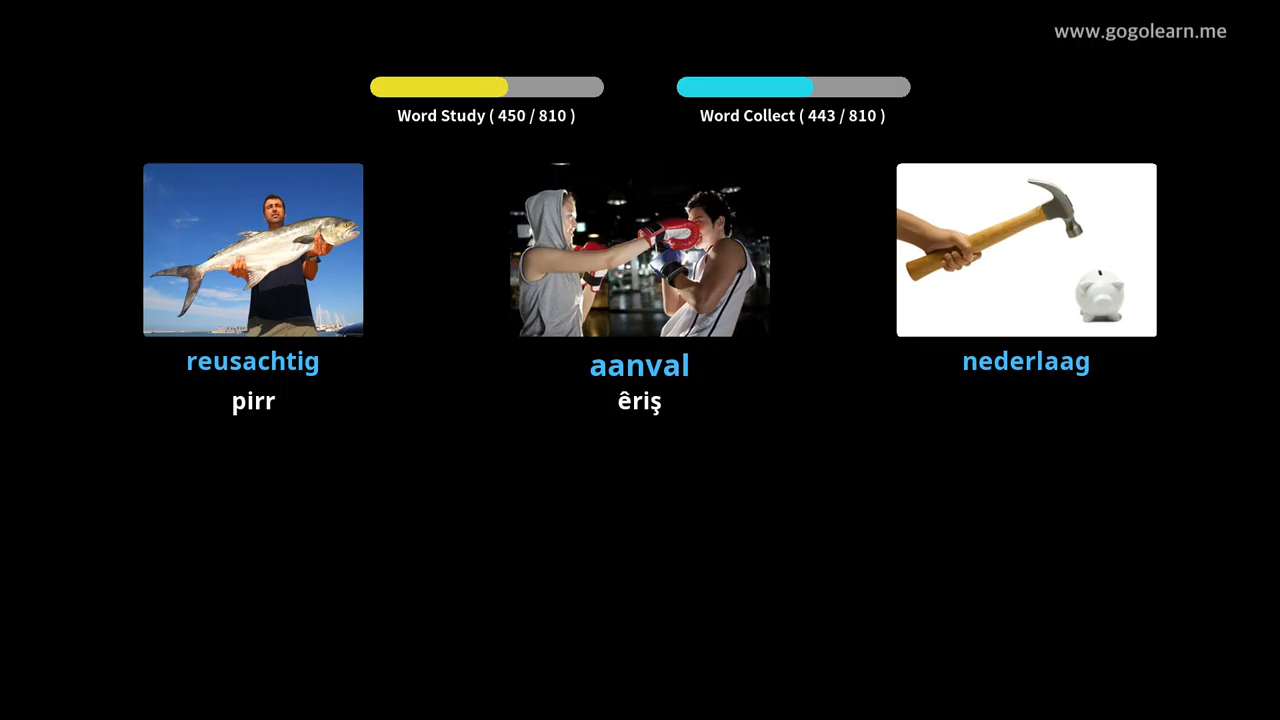 www.gogolearn.me
Word Study ( 450 / 810 )
Word Collect ( 443 / 810 )
reusachtig
pirr
aanval
êriş
nederlaag